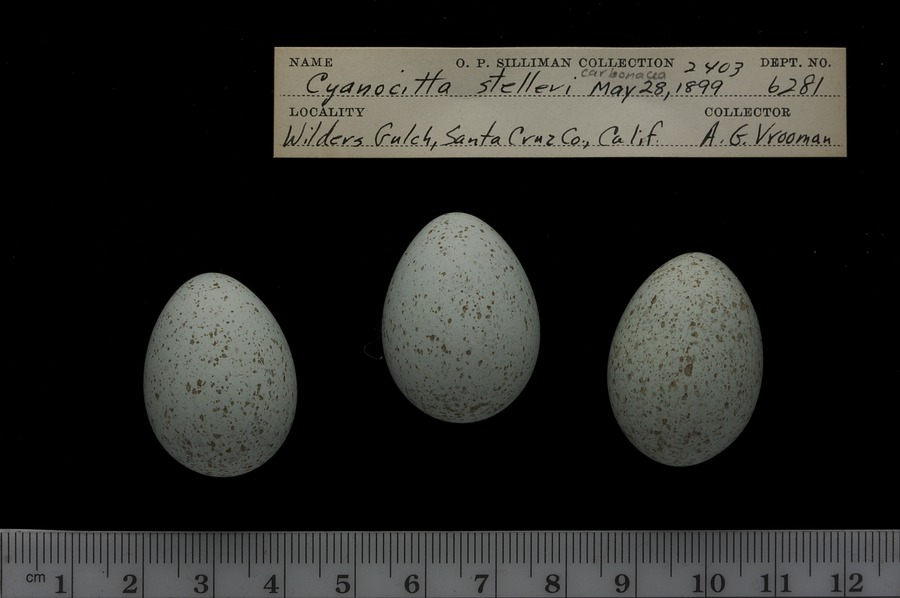 NAME O. P. SILLIMAN COLLECTION 2403 DEPT. NO.
Cyanocitta stelleri carbonacea May 28, 1899 6281
LOCALITY COLLECTOR
Wilders Gulch, Santa Cruz Co., Calif. A. G. Vrooman
cm 1 2 3 4 5 6 7 8 9 10 11 12